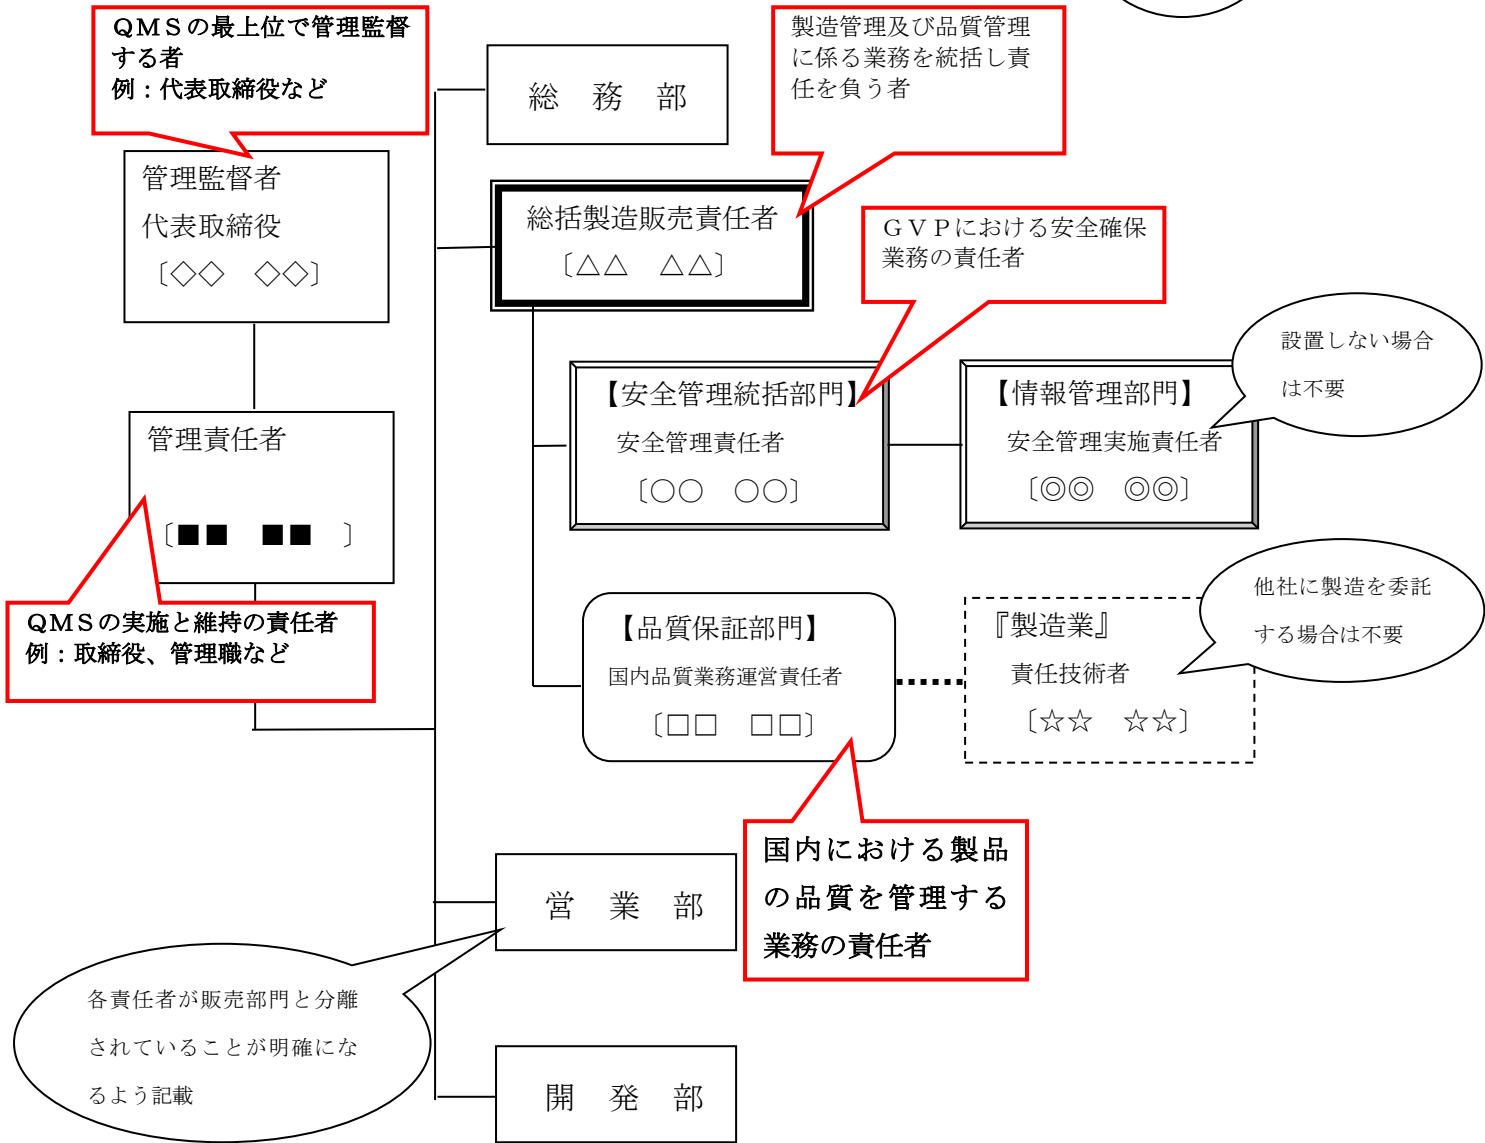 ＱＭＳの最上位で管理監督
する者
例：代表取締役など
管理監督者
代表取締役
〔◇◇　◇◇〕
管理責任者
〔■■　■■　〕
ＱＭＳの実施と維持の責任者
例：取締役、管理職など
総　務　部
製造管理及び品質管理
に係る業務を統括し責
任を負う者
総括製造販売責任者
〔△△　△△〕
ＧＶＰにおける安全確保
業務の責任者
【安全管理統括部門】
安全管理責任者
〔○○　○○〕
【情報管理部門】
安全管理実施責任者
〔◎◎　◎◎〕
設置しない場合
は不要
【品質保証部門】
国内品質業務運営責任者
〔□□　□□〕
『製造業』
責任技術者
〔☆☆　☆☆〕
他社に製造を委託
する場合は不要
国内における製品
の品質を管理する
業務の責任者
営　業　部
各責任者が販売部門と分離
されていることが明確にな
るよう記載
開　発　部